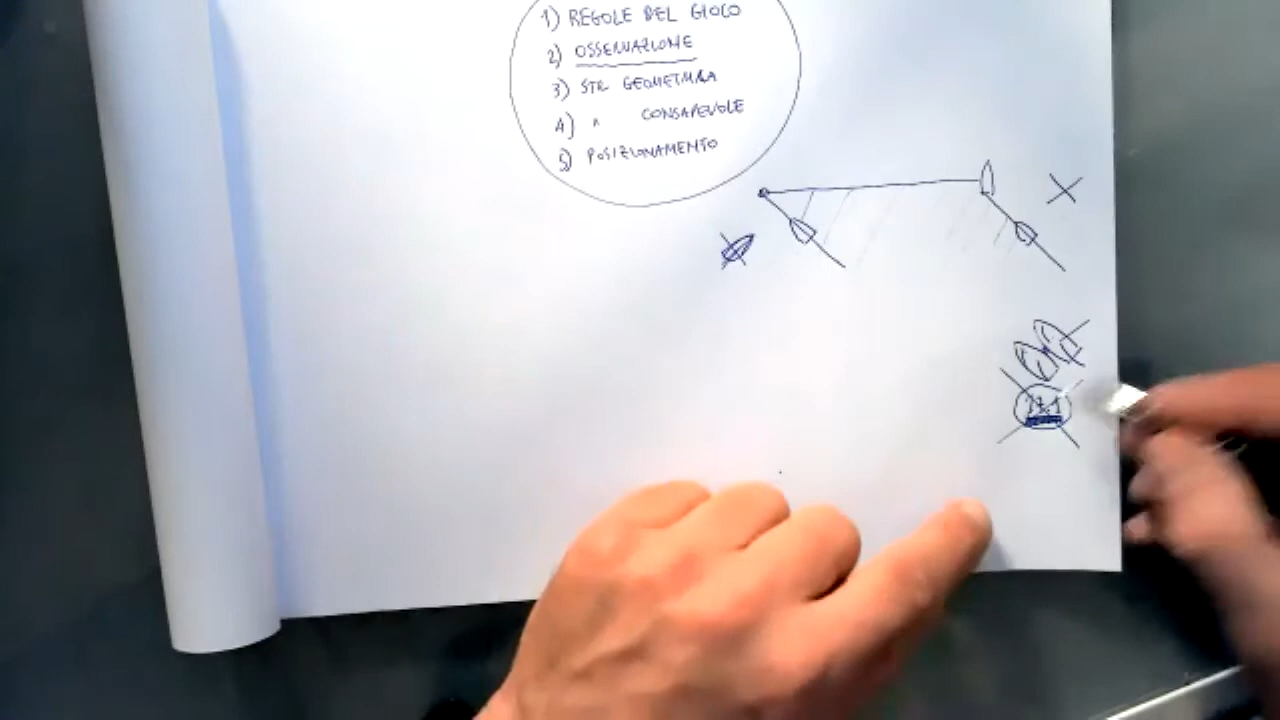 1) REGOLE DEL GIOCO
2) OSSERVAZIONE
3) STR GEOMETRICA
4) " CONSAPEVOLE
5) POSIZIONAMENTO